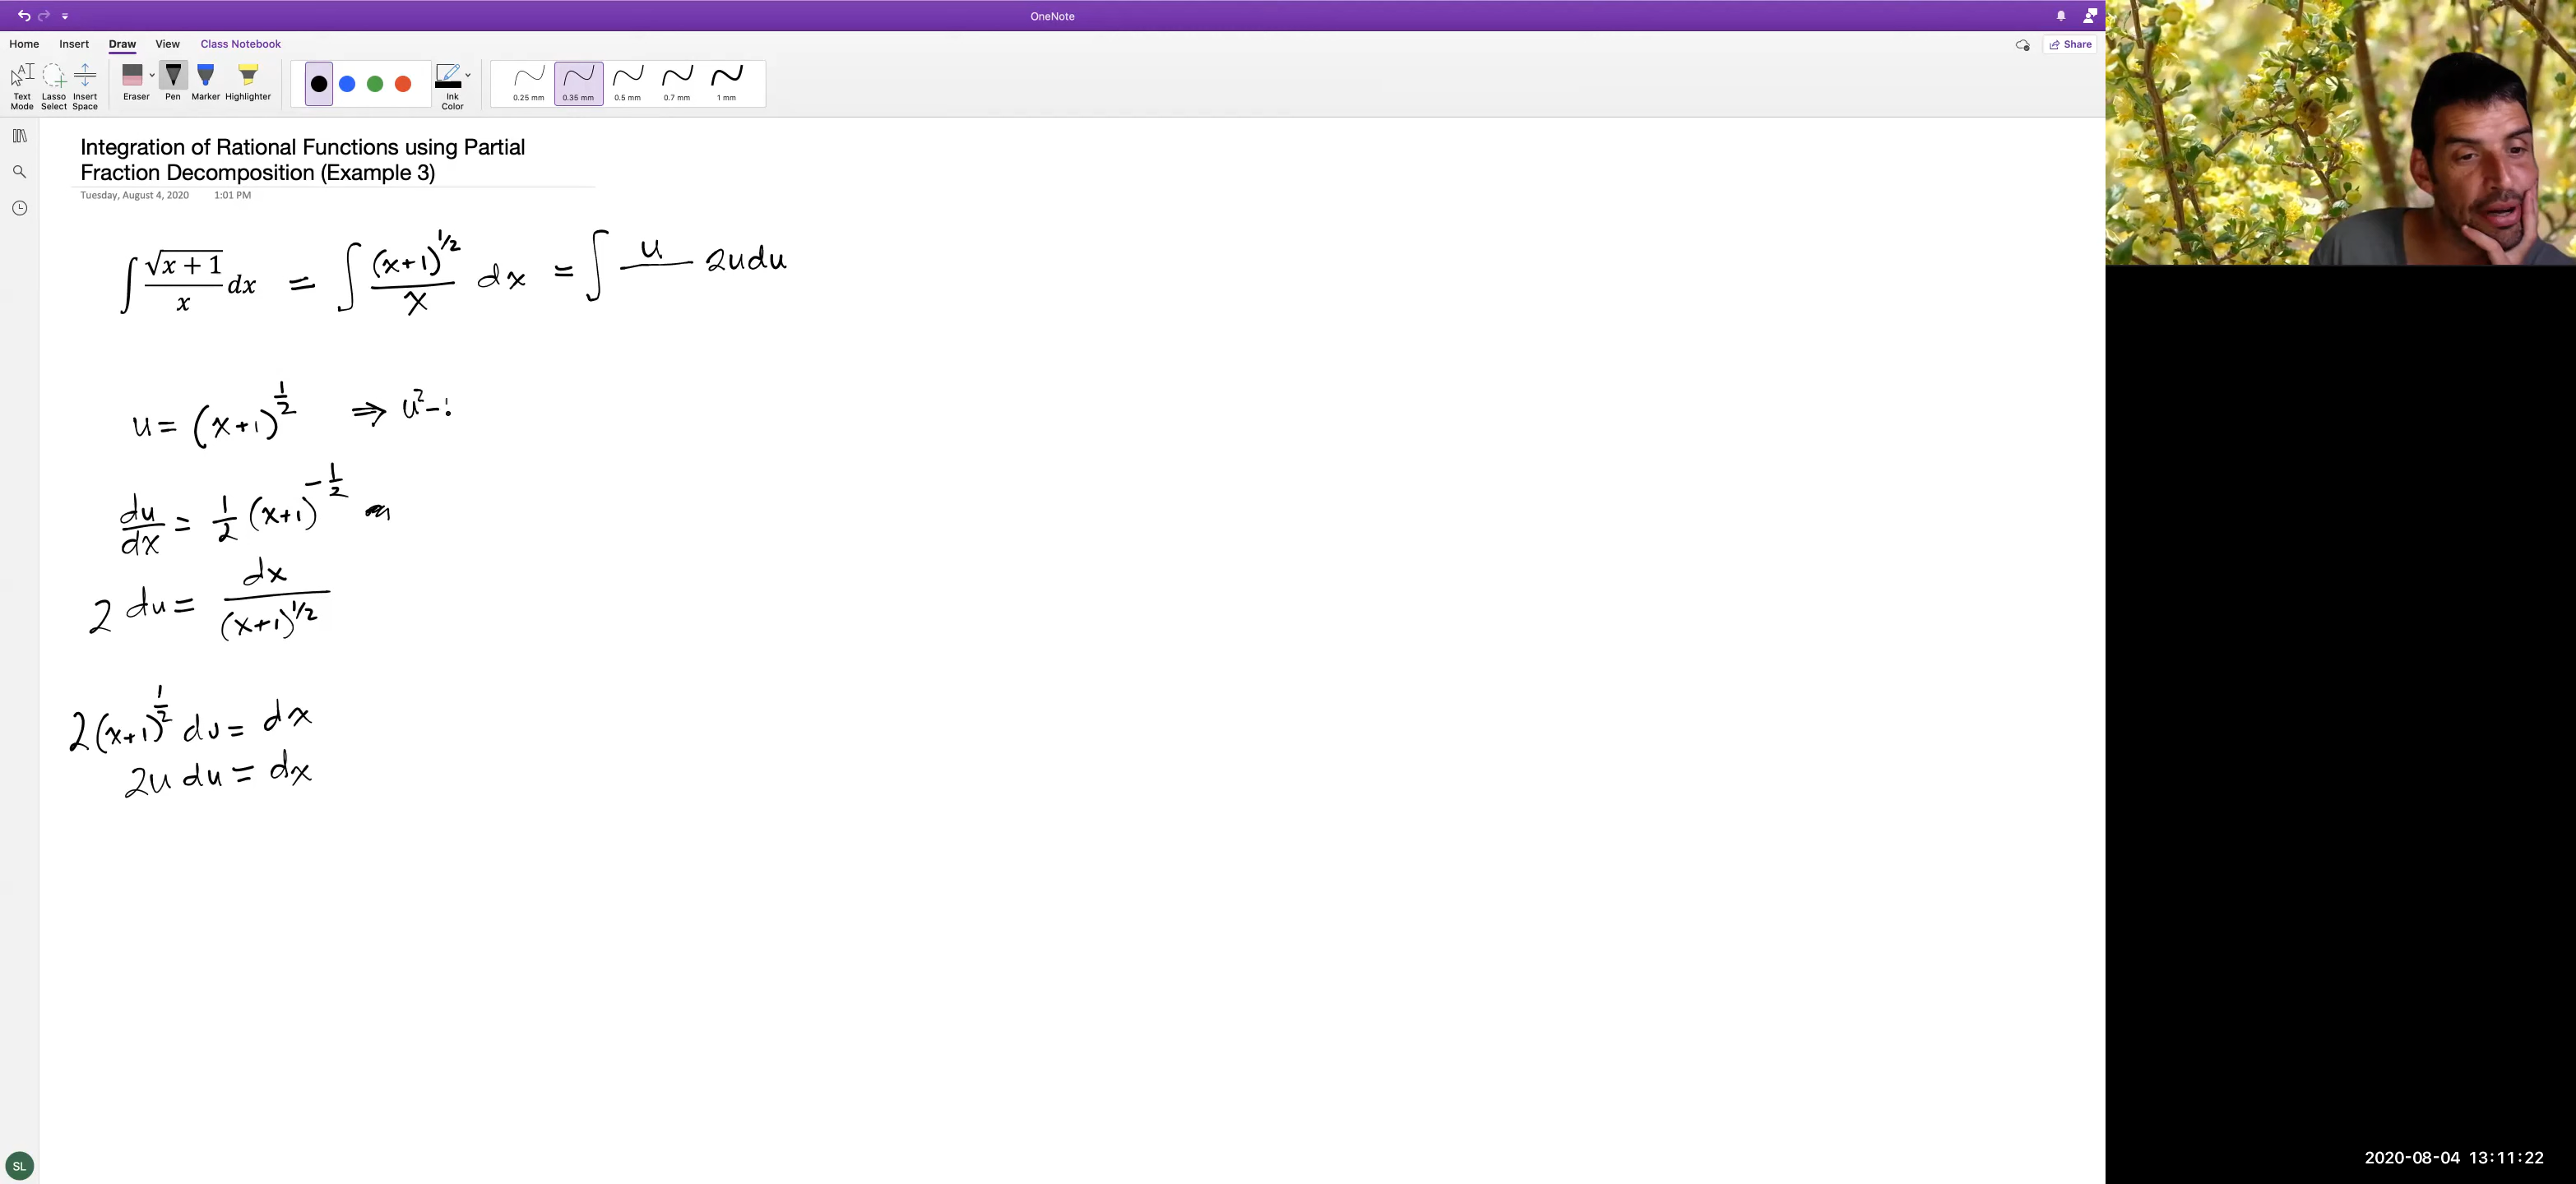 OneNote
Home Insert Draw View Class Notebook
Share
Text Mode
Lasso Select
Insert Space
Eraser
Pen
Marker
Highlighter
Ink Color
0.25 mm
0.35 mm
0.5 mm
0.7 mm
1 mm
Integration of Rational Functions using Partial
Fraction Decomposition (Example 3)
Tuesday, August 4, 2020 1:01 PM
∫ √(x + 1)/x dx = ∫ (x+1)^(1/2)/x dx = ∫ u/ 2u du
u = (x+1)^(1/2) ⇒ u² -
du/dx = 1/2 (x+1)^(-1/2)
2 du = dx/(x+1)^(1/2)
2(x+1)^(1/2) du = dx
2u du = dx
SL
2020-08-04 13:11:22